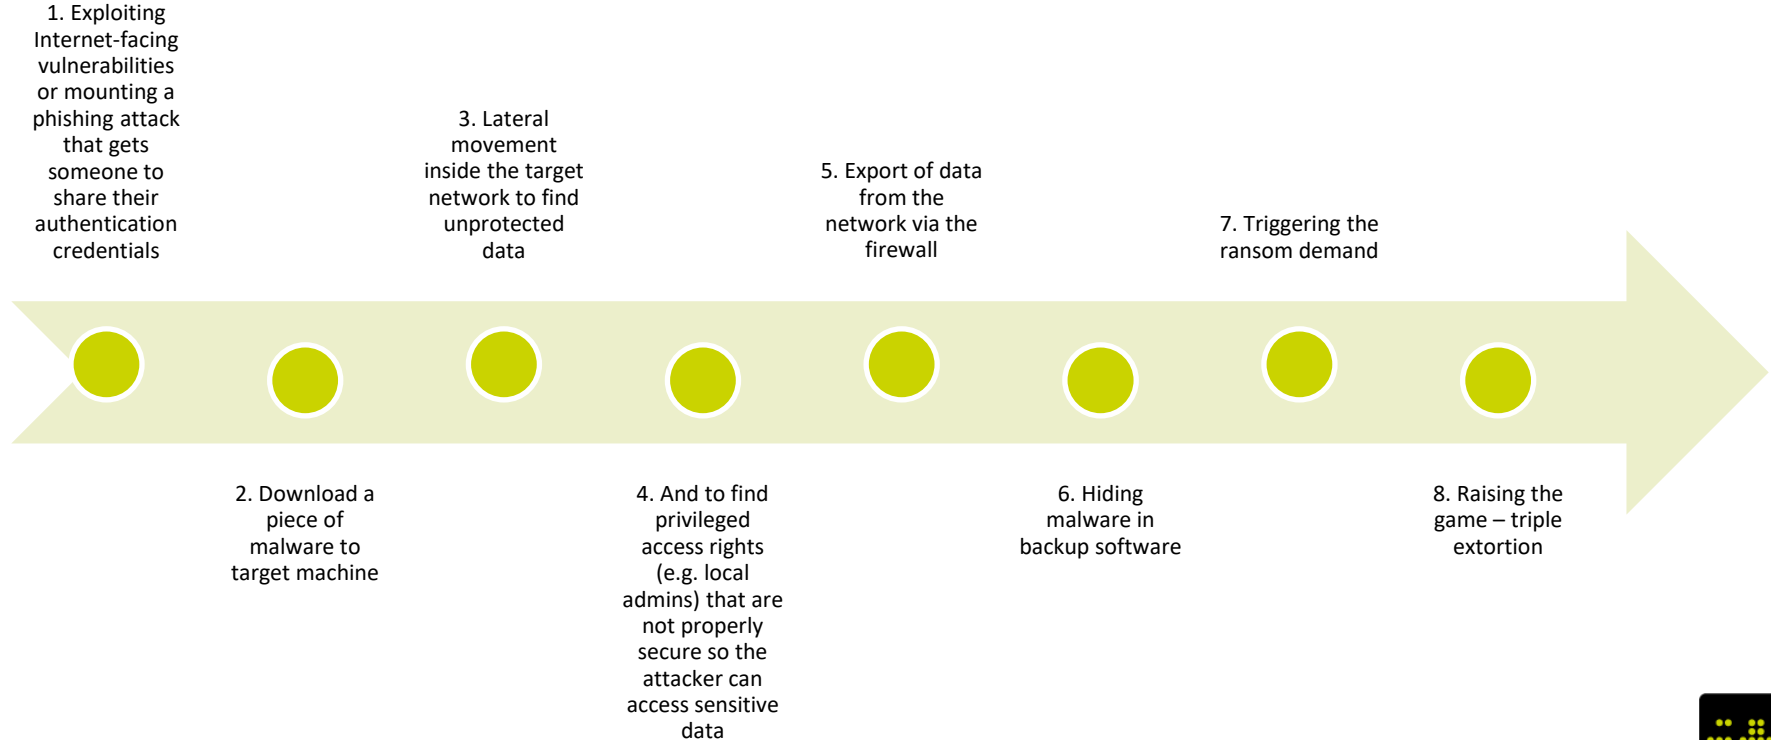 1. Exploiting
Internet-facing
vulnerabilities
or mounting a
phishing attack
that gets
someone to
share their
authentication
credentials
2. Download a
piece of
malware to
target machine
3. Lateral
movement
inside the target
network to find
unprotected
data
4. And to find
privileged
access rights
(e.g. local
admins) that are
not properly
secure so the
attacker can
access sensitive
data
5. Export of data
from the
network via the
firewall
6. Hiding
malware in
backup software
7. Triggering the
ransom demand
8. Raising the
game – triple
extortion